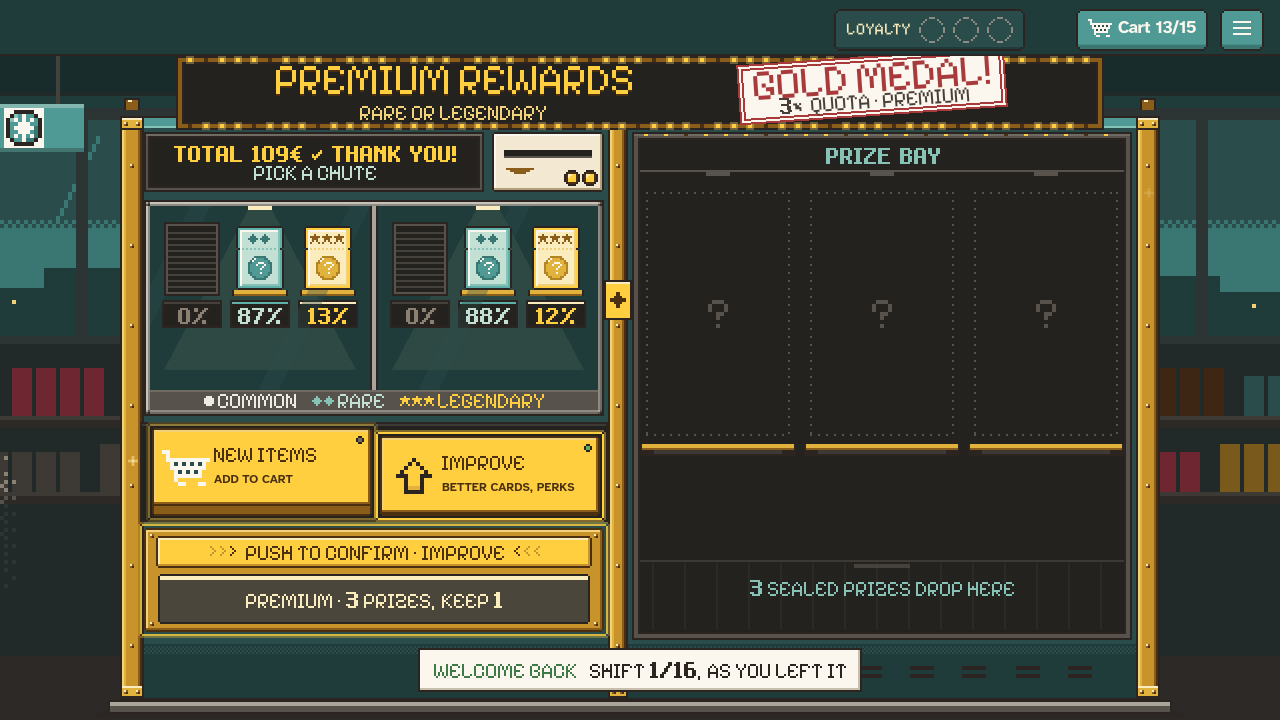 LOYALTY
Cart 13/15
PREMIUM REWARDS
RARE OR LEGENDARY
GOLD MEDAL!
3× QUOTA · PREMIUM
TOTAL 109€ ✓ THANK YOU!
PICK A CHUTE
? ?
0% 87% 13%
? ?
0% 88% 12%
COMMON RARE LEGENDARY
NEW ITEMS
ADD TO CART
IMPROVE
BETTER CARDS, PERKS
>>> PUSH TO CONFIRM · IMPROVE <<<
PREMIUM · 3 PRIZES, KEEP 1
PRIZE BAY
? ? ?
3 SEALED PRIZES DROP HERE
WELCOME BACK SHIFT 1/16, AS YOU LEFT IT